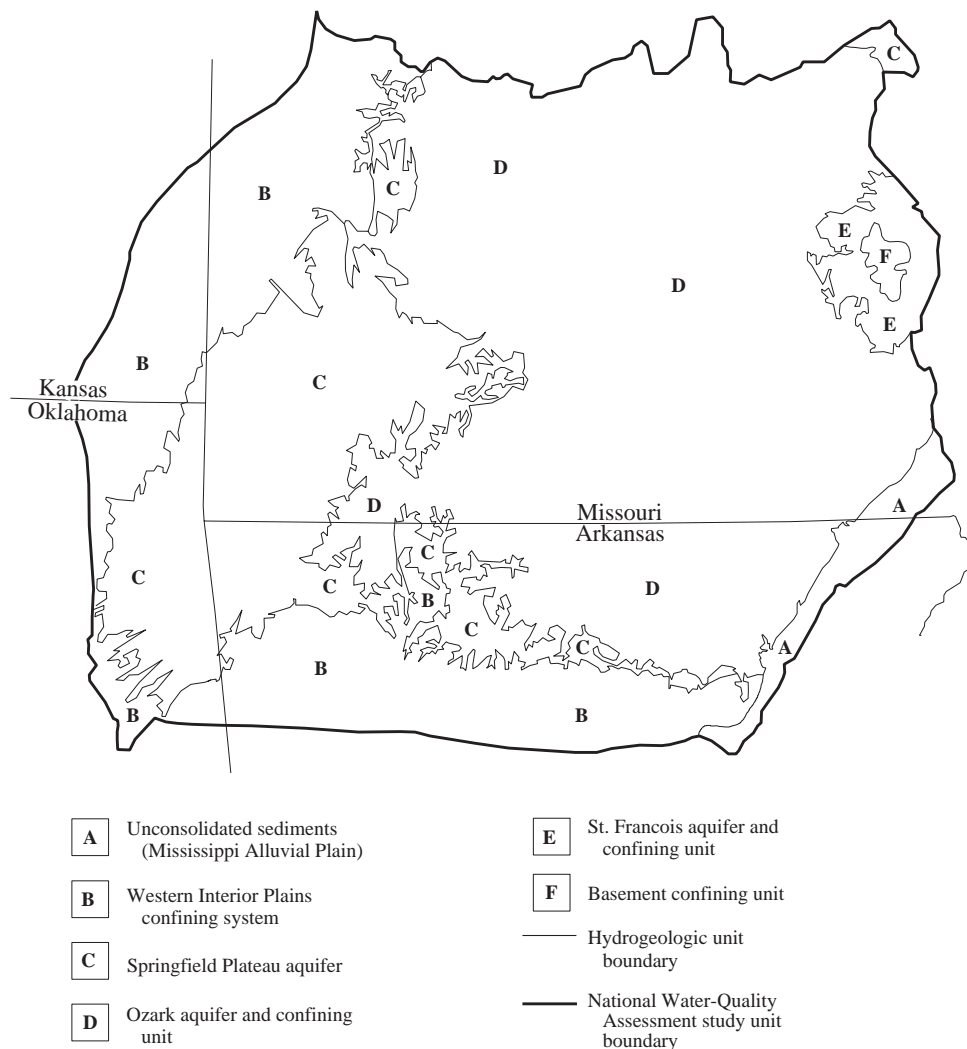 C
D
B
C
E
F
D
E
B
C
Kansas
Oklahoma
A
D
Missouri
Arkansas
C
C
C
B
D
C
C
A
B
B
B
A Unconsolidated sediments
(Mississippi Alluvial Plain)
B Western Interior Plains
confining system
C Springfield Plateau aquifer
D Ozark aquifer and confining
unit
E St. Francois aquifer and
confining unit
F Basement confining unit
Hydrogeologic unit
boundary
National Water-Quality
Assessment study unit
boundary